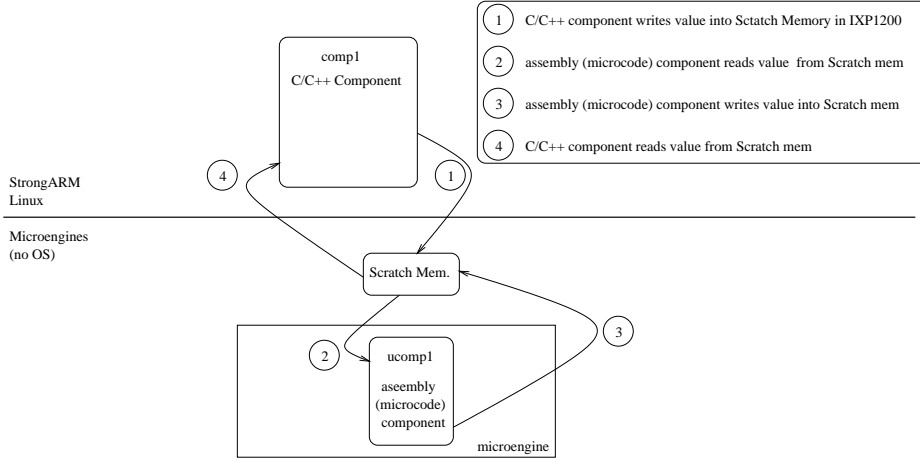 1 C/C++ component writes value into Sctatch Memory in IXP1200
2 assembly (microcode) component reads value from Scratch mem
3 assembly (microcode) component writes value into Scratch mem
4 C/C++ component reads value from Scratch mem
comp1
C/C++ Component
4
1
StrongARM
Linux
Microengines
(no OS)
Scratch Mem.
2
3
ucomp1
aseembly
(microcode)
component
microengine